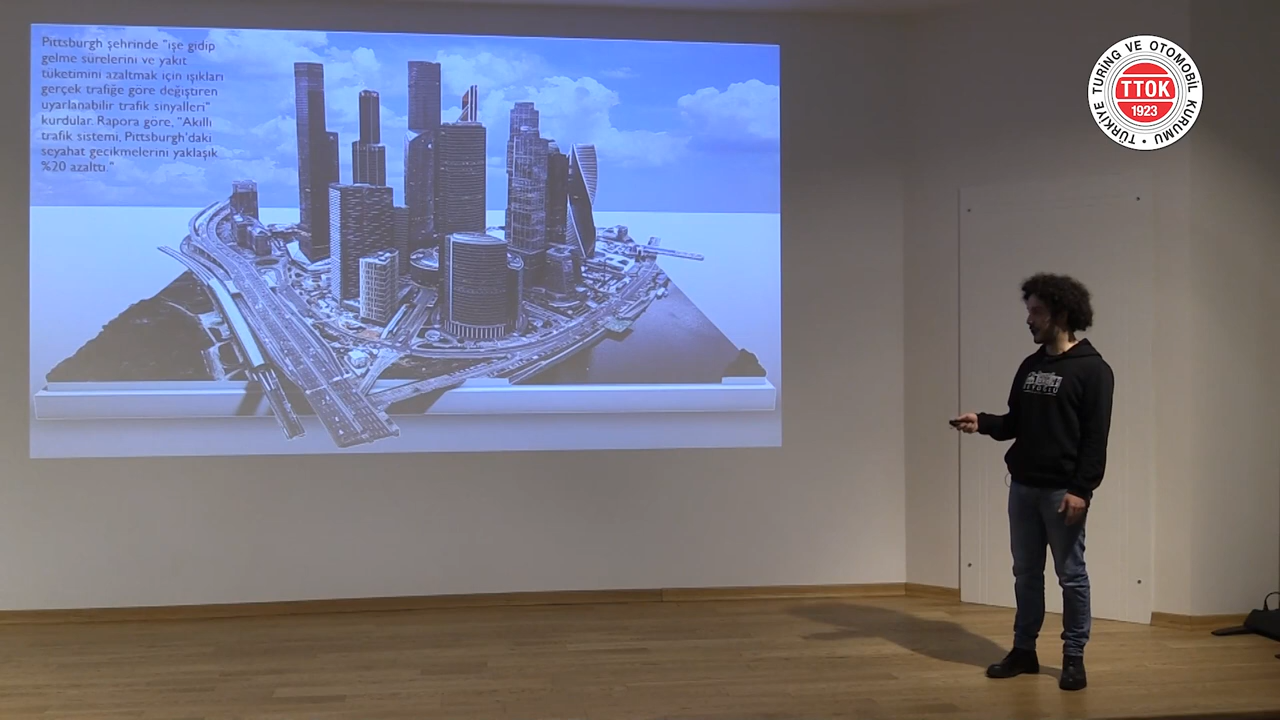 Pittsburgh şehrinde "işe gidip
gelme sürelerini ve yakıt
tüketimini azaltmak için ışıkları
gerçek trafiğe göre değiştiren
uyarlanabilir trafik sinyalleri"
kurdular. Rapora göre, "Akıllı
trafik sistemi, Pittsburgh'daki
seyahat gecikmelerini yaklaşık
%20 azalttı."
TÜRKİYE TURİNG VE OTOMOBİL KURUMU
TTOK
1923
BEYOĞLU